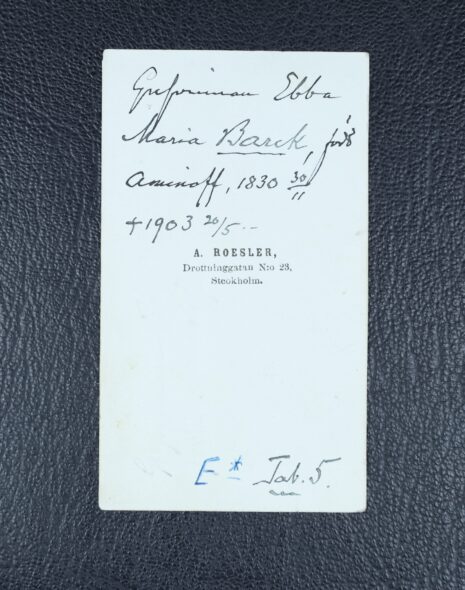 Grefvinnan Ebba
Maria Barck, född
Aminoff, 1830 30/11
+1903 20/5.-
A. ROESLER,
Drottninggatan N:o 23,
Stockholm.
E* Tab. 5.